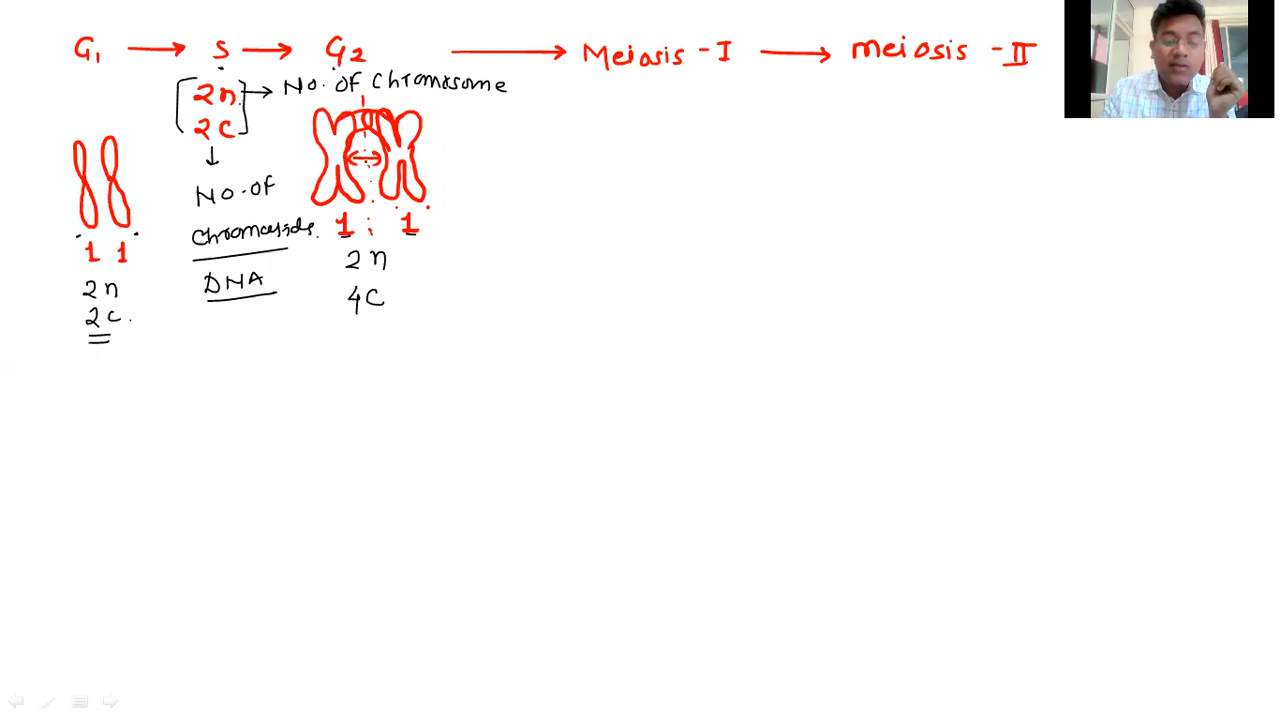 G1 → S → G2 → Meiosis - I → meiosis - II
2n → No. of Chromosome
2c
↓
No. of
Chromatids.
DNA
1 1
2n
2c.
1 ; 1
2n
4c